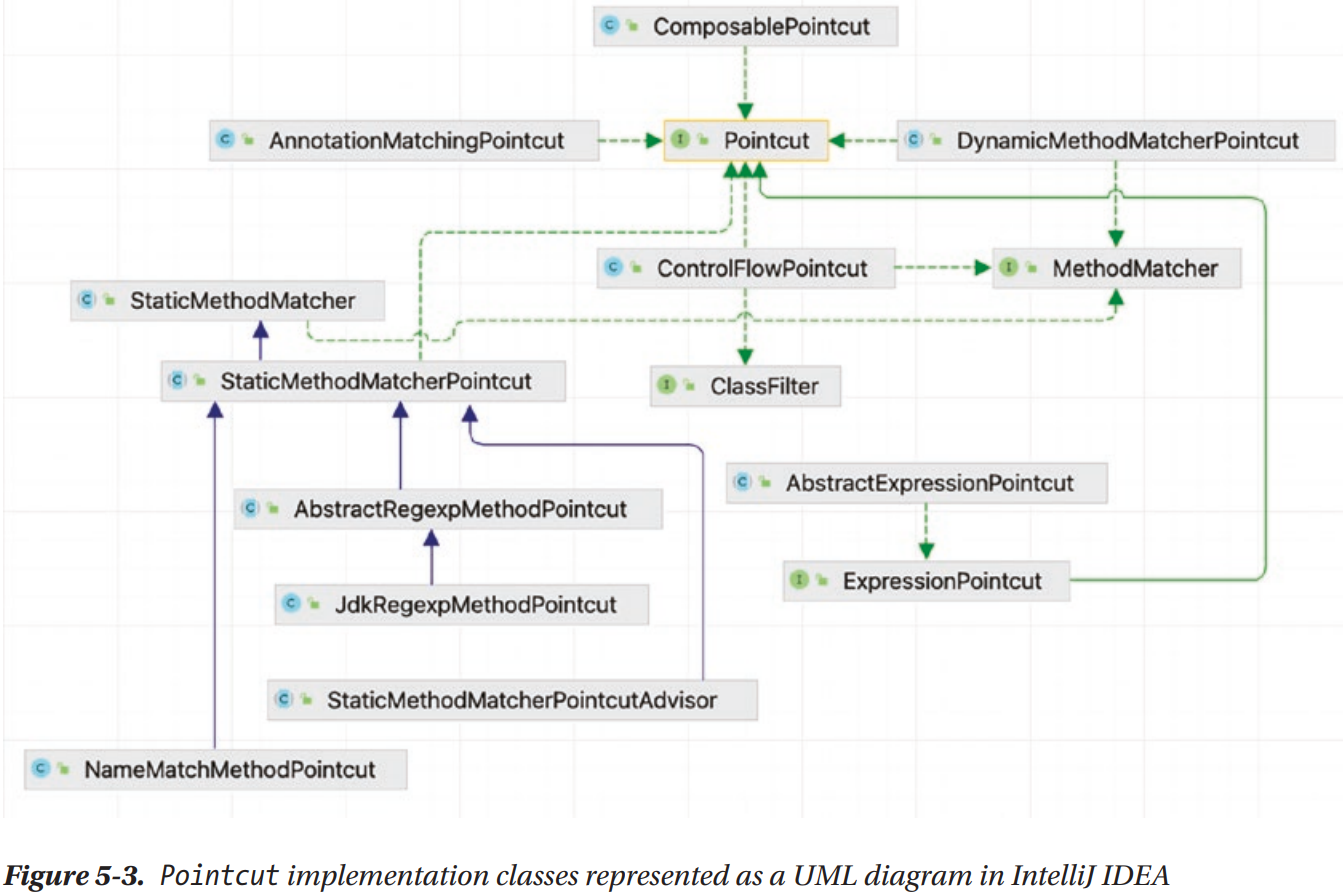 C ComposablePointcut
C AnnotationMatchingPointcut
I Pointcut
C DynamicMethodMatcherPointcut
C ControlFlowPointcut
I MethodMatcher
C StaticMethodMatcher
C StaticMethodMatcherPointcut
I ClassFilter
C AbstractExpressionPointcut
C AbstractRegexpMethodPointcut
I ExpressionPointcut
C JdkRegexpMethodPointcut
C StaticMethodMatcherPointcutAdvisor
C NameMatchMethodPointcut
Figure 5-3. Pointcut implementation classes represented as a UML diagram in IntelliJ IDEA